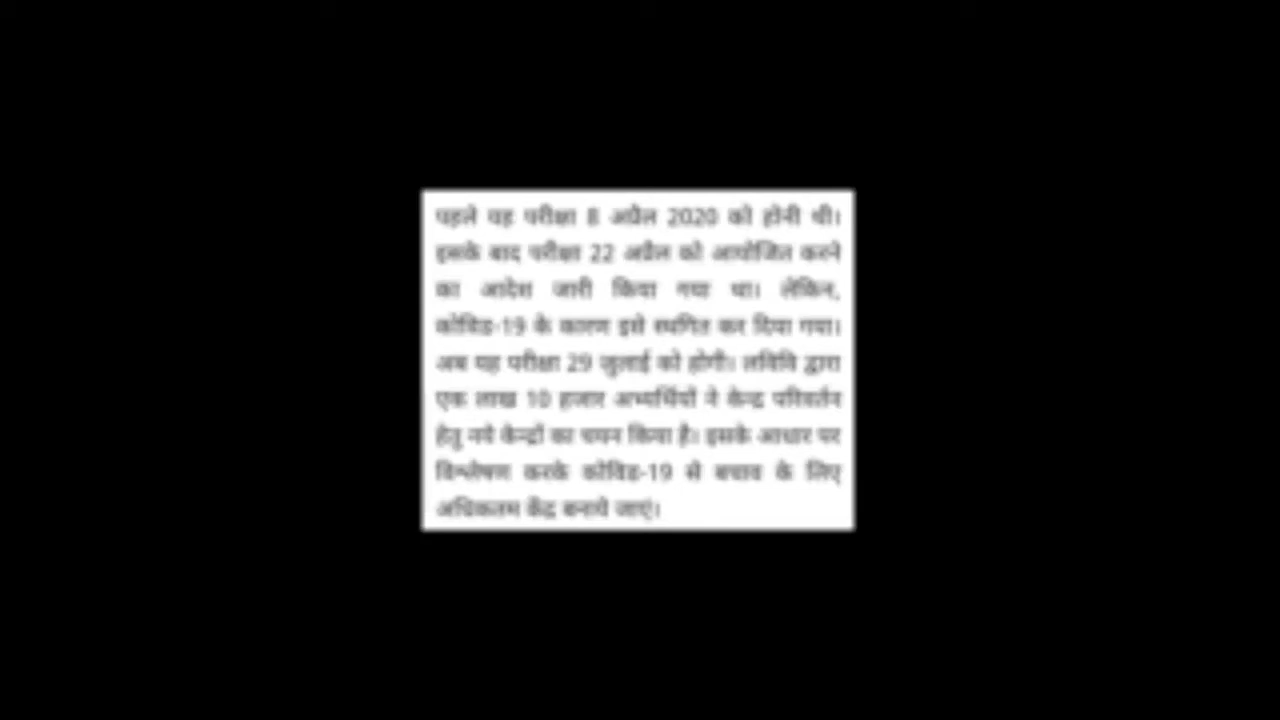 पहले यह परीक्षा 8 अप्रैल 2020 को होनी थी।
इसके बाद परीक्षा 22 अप्रैल को आयोजित करने
का आदेश जारी किया गया था। लेकिन,
कोविड-19 के कारण इसे स्थगित कर दिया गया।
अब यह परीक्षा 29 जुलाई को होगी। लविवि द्वारा
एक लाख 10 हजार अभ्यर्थियों ने केन्द्र परिवर्तन
हेतु नये केन्द्रों का चयन किया है। इसके आधार पर
विश्लेषण करके कोविड-19 से बचाव के लिए
अधिकतम केंद्र बनाये जाएं।